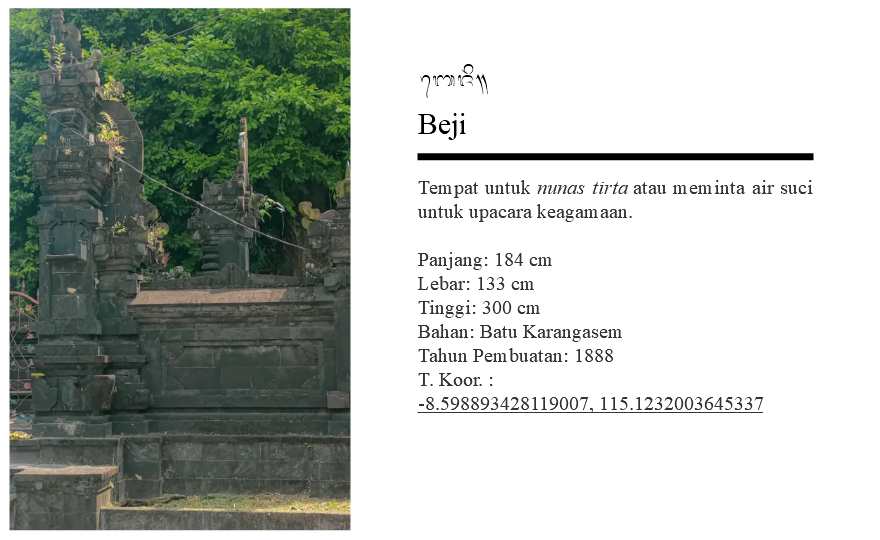 ᬩᬾᬚᬶ᭟
Beji
Tempat untuk nunas tirta atau meminta air suci
untuk upacara keagamaan.
Panjang: 184 cm
Lebar: 133 cm
Tinggi: 300 cm
Bahan: Batu Karangasem
Tahun Pembuatan: 1888
T. Koor. :
-8.598893428119007, 115.1232003645337